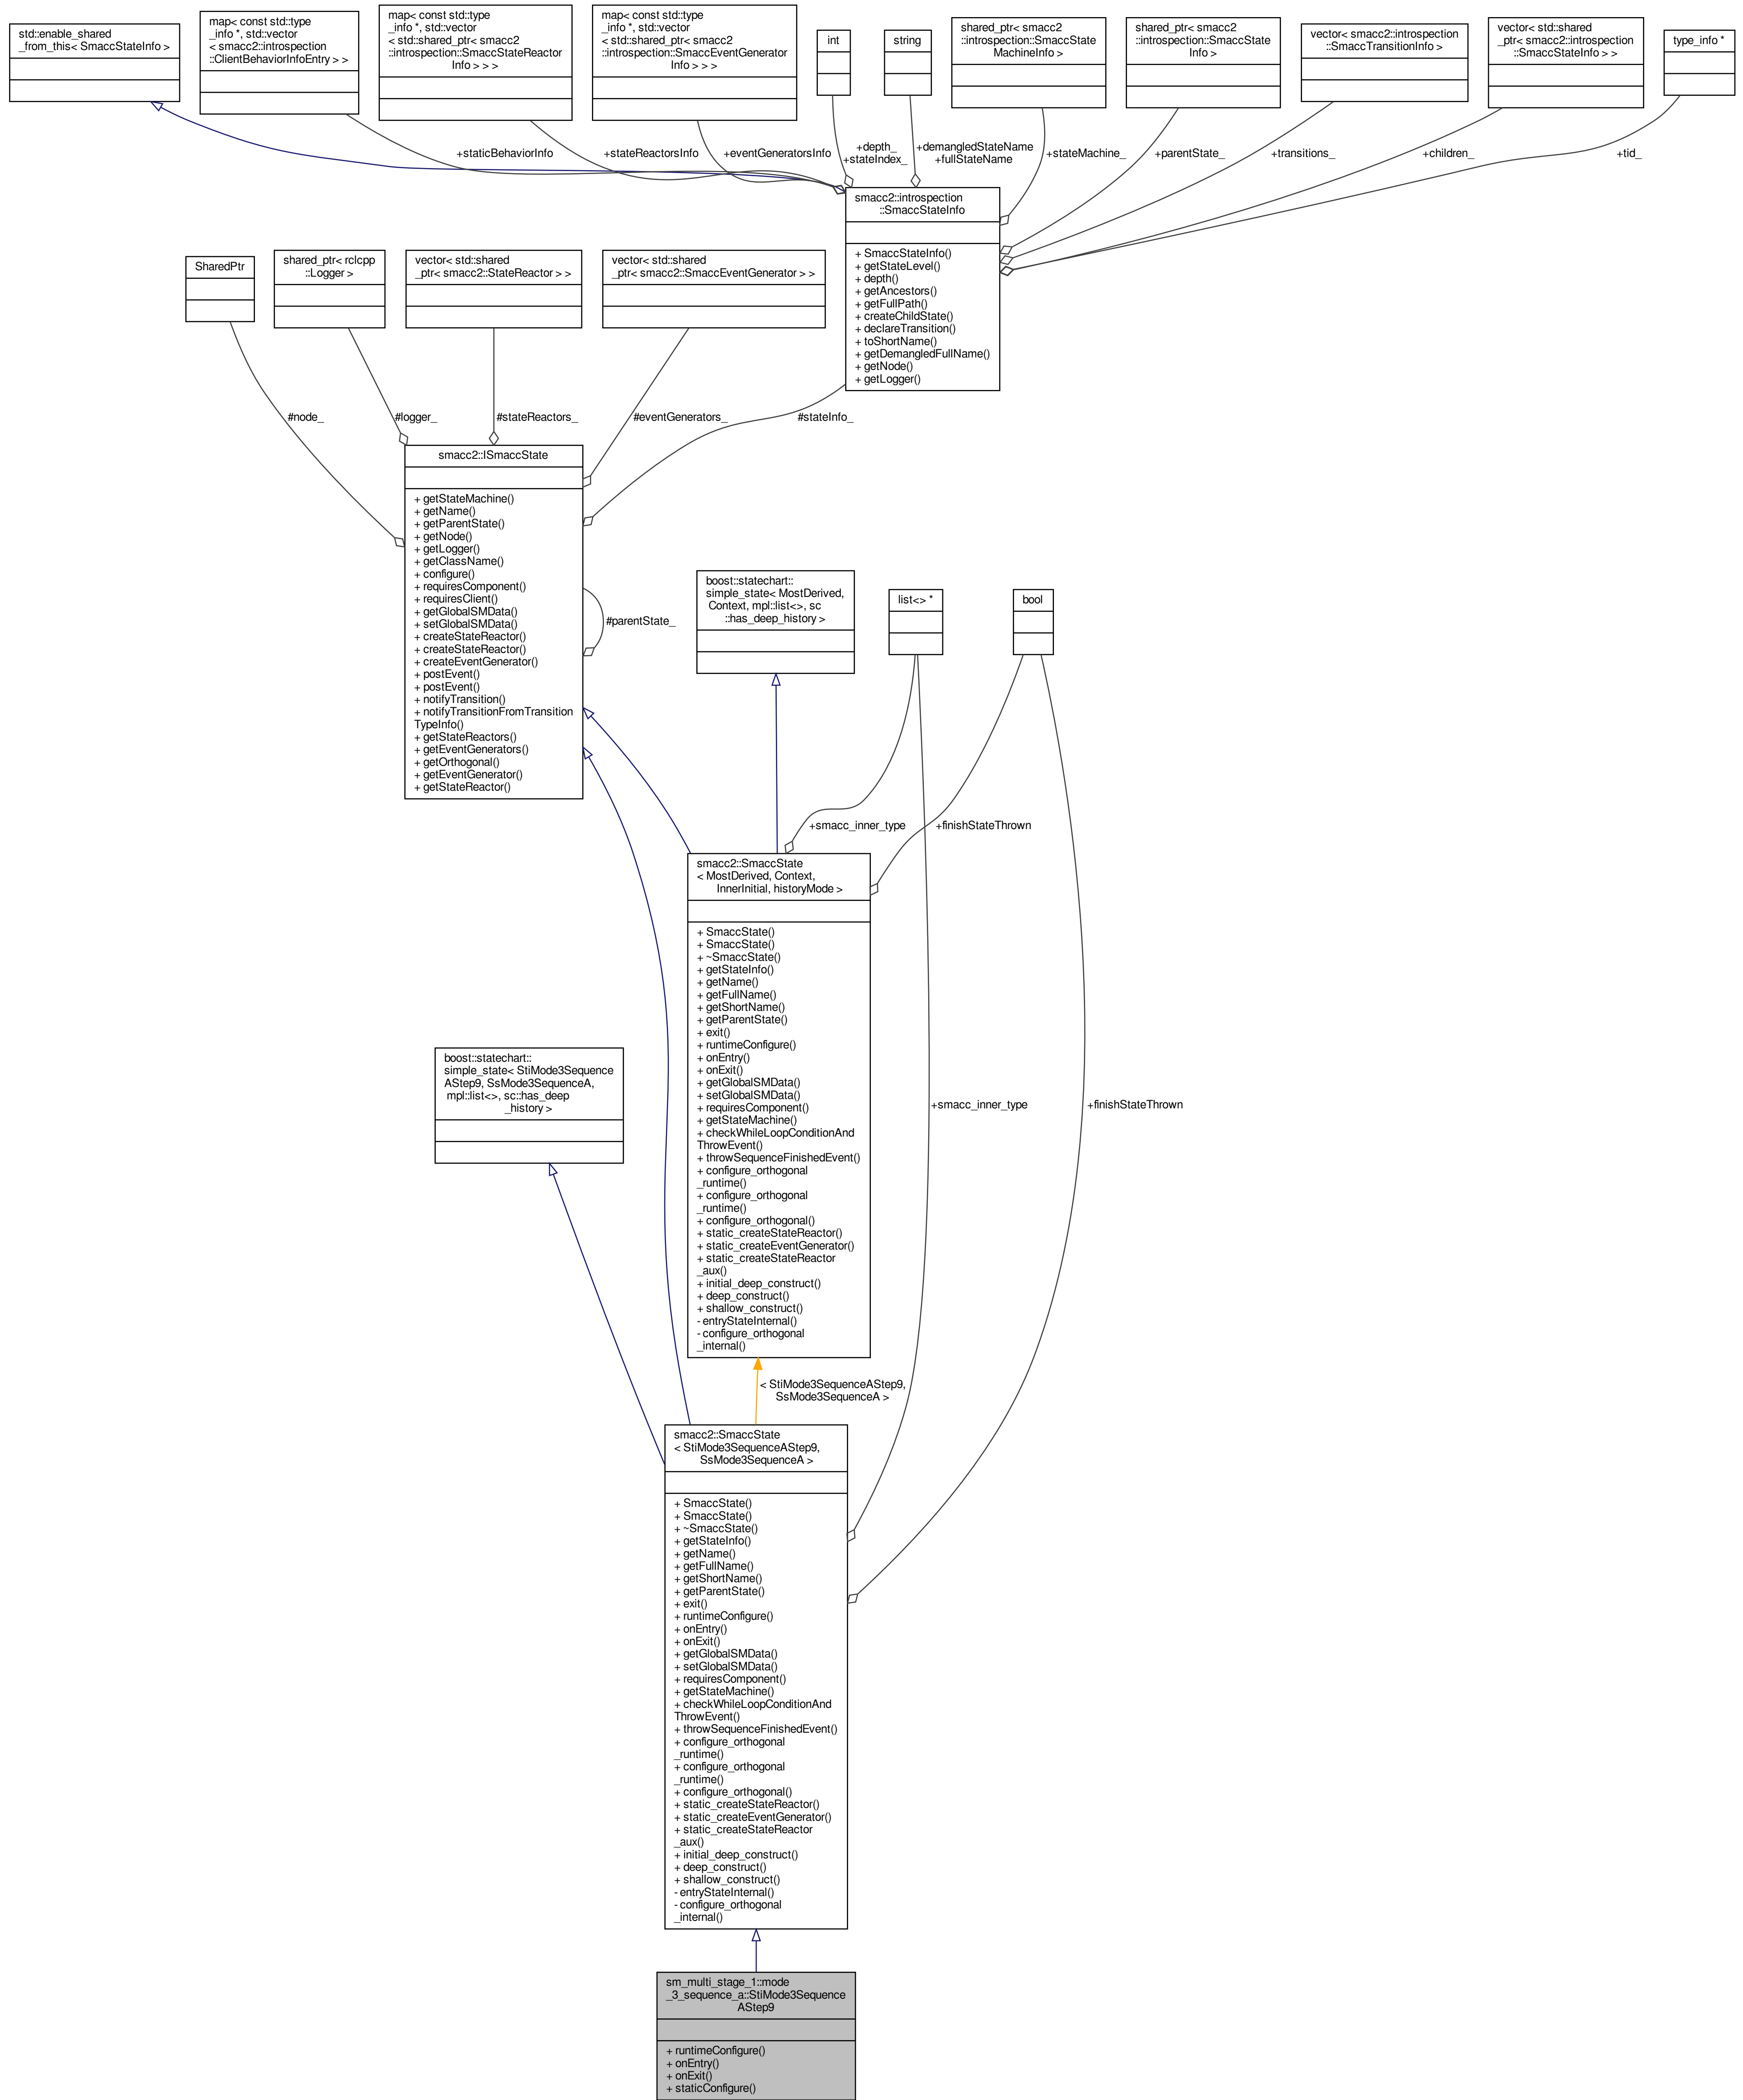 std::enable_shared
_from_this< SmaccStateInfo >
map< const std::type
_info *, std::vector
< smacc2::introspection
::ClientBehaviorInfoEntry > >
map< const std::type
_info *, std::vector
< std::shared_ptr< smacc2
::introspection::SmaccStateReactor
Info > > >
map< const std::type
_info *, std::vector
< std::shared_ptr< smacc2
::introspection::SmaccEventGenerator
Info > > >
int
string
shared_ptr< smacc2
::introspection::SmaccState
MachineInfo >
shared_ptr< smacc2
::introspection::SmaccState
Info >
vector< smacc2::introspection
::SmaccTransitionInfo >
vector< std::shared
_ptr< smacc2::introspection
::SmaccStateInfo > >
type_info *
+staticBehaviorInfo
+stateReactorsInfo
+eventGeneratorsInfo
+depth_
+stateIndex_
+demangledStateName
+fullStateName
+stateMachine_
+parentState_
+transitions_
+children_
+tid_
smacc2::introspection
::SmaccStateInfo
+ SmaccStateInfo()
+ getStateLevel()
+ depth()
+ getAncestors()
+ getFullPath()
+ createChildState()
+ declareTransition()
+ toShortName()
+ getDemangledFullName()
+ getNode()
+ getLogger()
SharedPtr
shared_ptr< rclcpp
::Logger >
vector< std::shared
_ptr< smacc2::StateReactor > >
vector< std::shared
_ptr< smacc2::SmaccEventGenerator > >
#node_
#logger_
#stateReactors_
#eventGenerators_
#stateInfo_
smacc2::ISmaccState
+ getStateMachine()
+ getName()
+ getParentState()
+ getNode()
+ getLogger()
+ getClassName()
+ configure()
+ requiresComponent()
+ requiresClient()
+ getGlobalSMData()
+ setGlobalSMData()
+ createStateReactor()
+ createStateReactor()
+ createEventGenerator()
+ postEvent()
+ postEvent()
+ notifyTransition()
+ notifyTransitionFromTransition
TypeInfo()
+ getStateReactors()
+ getEventGenerators()
+ getOrthogonal()
+ getEventGenerator()
+ getStateReactor()
#parentState_
boost::statechart::
simple_state< MostDerived,
Context, mpl::list<>, sc
::has_deep_history >
list<> *
bool
+smacc_inner_type
+finishStateThrown
smacc2::SmaccState
< MostDerived, Context,
InnerInitial, historyMode >
+ SmaccState()
+ SmaccState()
+ ~SmaccState()
+ getStateInfo()
+ getName()
+ getFullName()
+ getShortName()
+ getParentState()
+ exit()
+ runtimeConfigure()
+ onEntry()
+ onExit()
+ getGlobalSMData()
+ setGlobalSMData()
+ requiresComponent()
+ getStateMachine()
+ checkWhileLoopConditionAnd
ThrowEvent()
+ throwSequenceFinishedEvent()
+ configure_orthogonal
_runtime()
+ configure_orthogonal
_runtime()
+ configure_orthogonal()
+ static_createStateReactor()
+ static_createEventGenerator()
+ static_createStateReactor
_aux()
+ initial_deep_construct()
+ deep_construct()
+ shallow_construct()
- entryStateInternal()
- configure_orthogonal
_internal()
boost::statechart::
simple_state< StiMode3Sequence
AStep9, SsMode3SequenceA,
mpl::list<>, sc::has_deep
_history >
+smacc_inner_type
+finishStateThrown
< StiMode3SequenceAStep9,
SsMode3SequenceA >
smacc2::SmaccState
< StiMode3SequenceAStep9,
SsMode3SequenceA >
+ SmaccState()
+ SmaccState()
+ ~SmaccState()
+ getStateInfo()
+ getName()
+ getFullName()
+ getShortName()
+ getParentState()
+ exit()
+ runtimeConfigure()
+ onEntry()
+ onExit()
+ getGlobalSMData()
+ setGlobalSMData()
+ requiresComponent()
+ getStateMachine()
+ checkWhileLoopConditionAnd
ThrowEvent()
+ throwSequenceFinishedEvent()
+ configure_orthogonal
_runtime()
+ configure_orthogonal
_runtime()
+ configure_orthogonal()
+ static_createStateReactor()
+ static_createEventGenerator()
+ static_createStateReactor
_aux()
+ initial_deep_construct()
+ deep_construct()
+ shallow_construct()
- entryStateInternal()
- configure_orthogonal
_internal()
sm_multi_stage_1::mode
_3_sequence_a::StiMode3Sequence
AStep9
+ runtimeConfigure()
+ onEntry()
+ onExit()
+ staticConfigure()